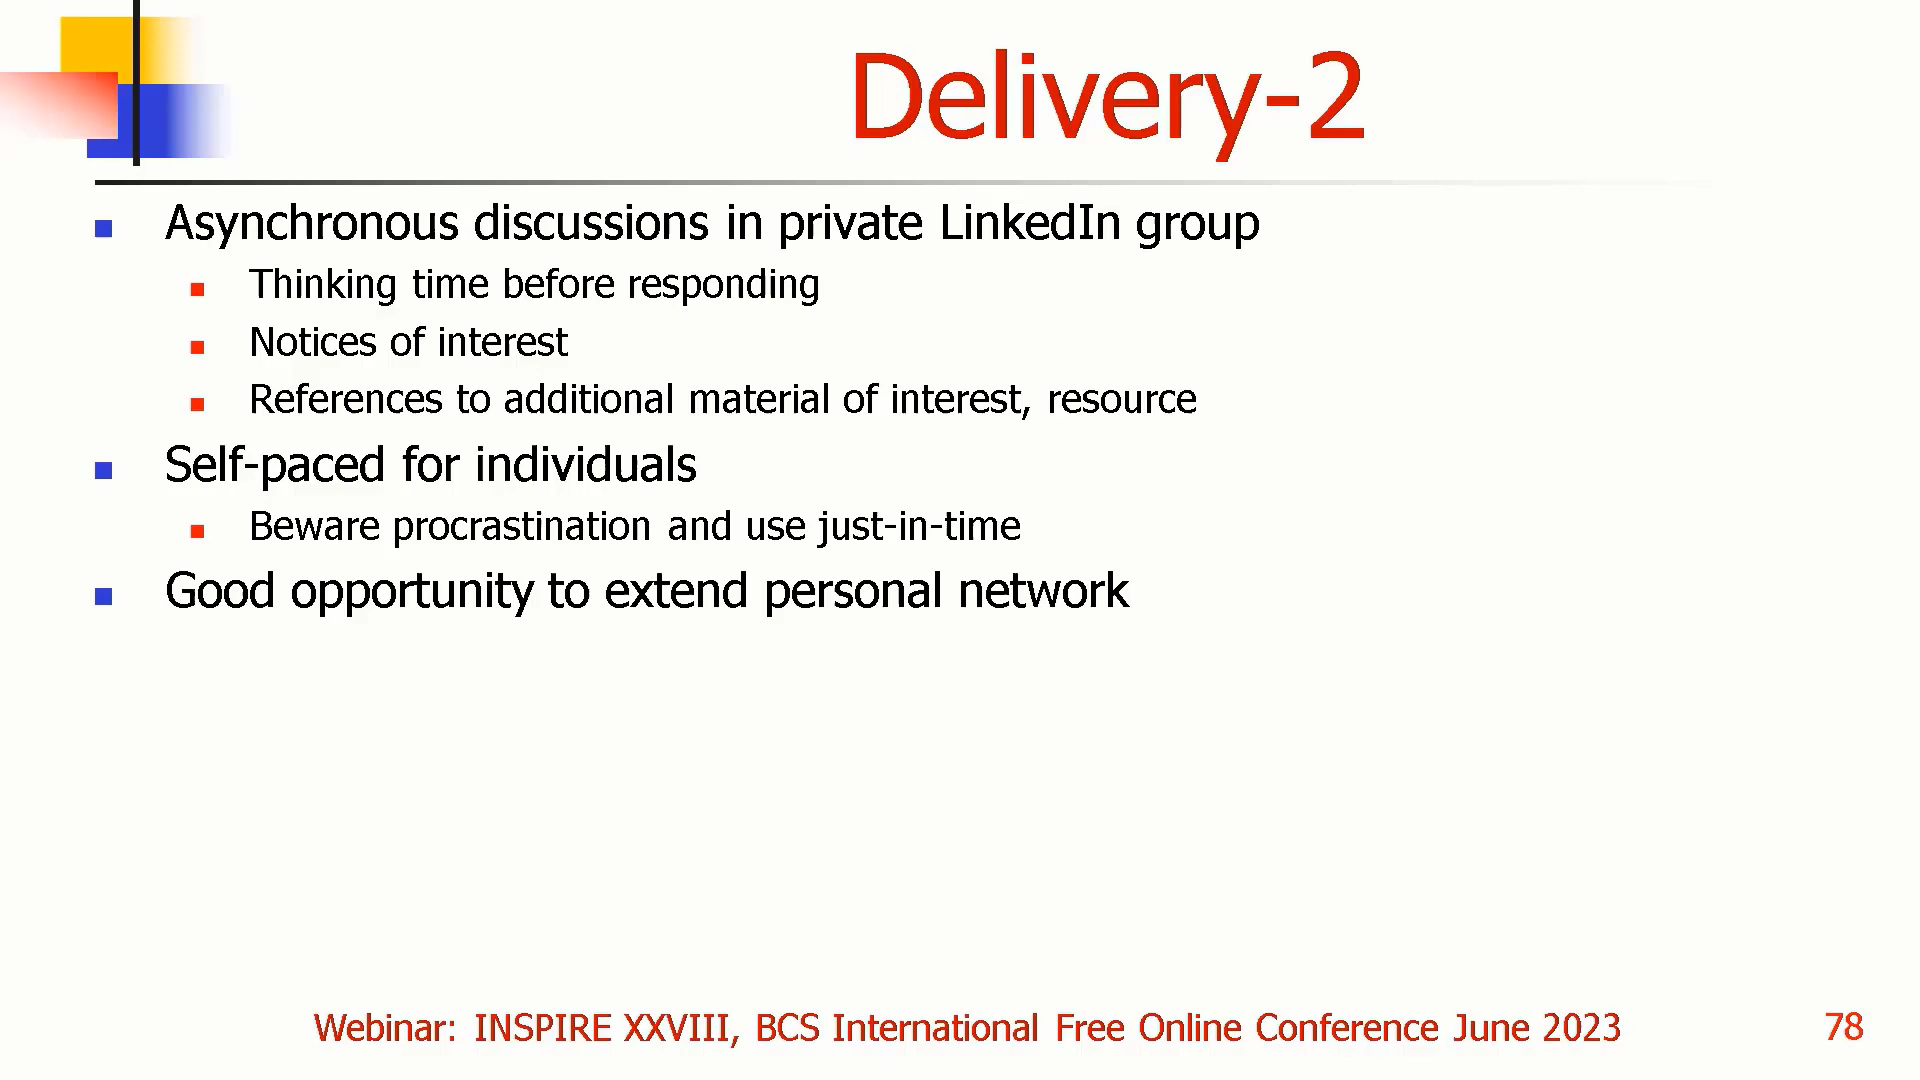 Delivery-2
Asynchronous discussions in private LinkedIn group
Thinking time before responding
Notices of interest
References to additional material of interest, resource
Self-paced for individuals
Beware procrastination and use just-in-time
Good opportunity to extend personal network
Webinar: INSPIRE XXVIII, BCS International Free Online Conference June 2023
78